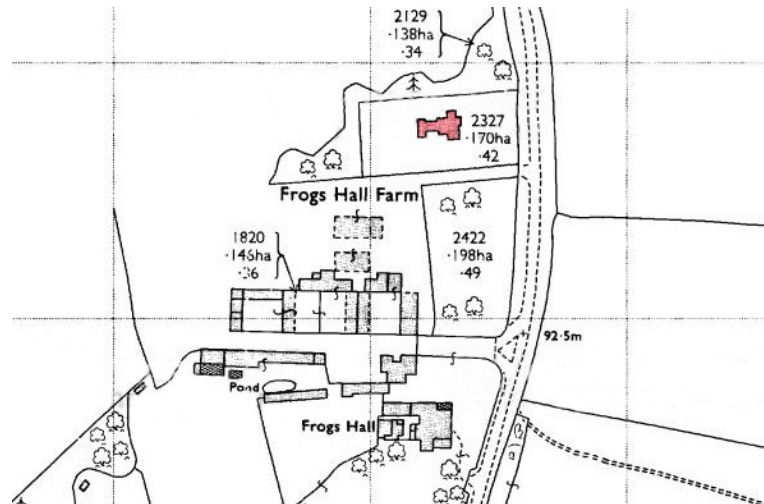 2129
·138ha
·34
2327
·170ha
·42
Frogs Hall Farm
1820
·146ha
·36
2422
·198ha
·49
92·5m
Pond
Frogs Hall